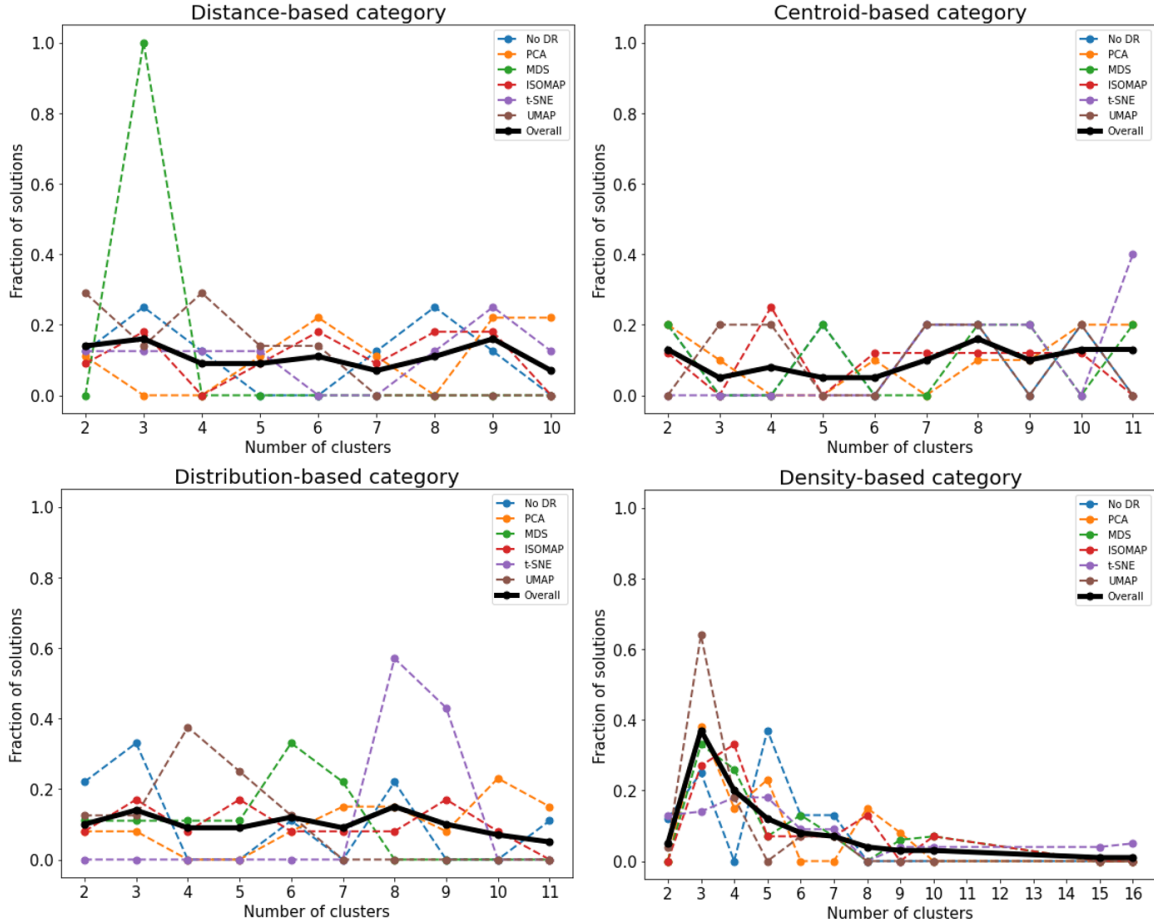 Distance-based category
Fraction of solutions
1.0
0.8
0.6
0.4
0.2
0.0
No DR
PCA
MDS
ISOMAP
t-SNE
UMAP
Overall
2 3 4 5 6 7 8 9 10
Number of clusters
Centroid-based category
Fraction of solutions
1.0
0.8
0.6
0.4
0.2
0.0
No DR
PCA
MDS
ISOMAP
t-SNE
UMAP
Overall
2 3 4 5 6 7 8 9 10 11
Number of clusters
Distribution-based category
Fraction of solutions
1.0
0.8
0.6
0.4
0.2
0.0
No DR
PCA
MDS
ISOMAP
t-SNE
UMAP
Overall
2 3 4 5 6 7 8 9 10 11
Number of clusters
Density-based category
Fraction of solutions
1.0
0.8
0.6
0.4
0.2
0.0
No DR
PCA
MDS
ISOMAP
t-SNE
UMAP
Overall
2 3 4 5 6 7 8 9 10 11 12 13 14 15 16
Number of clusters